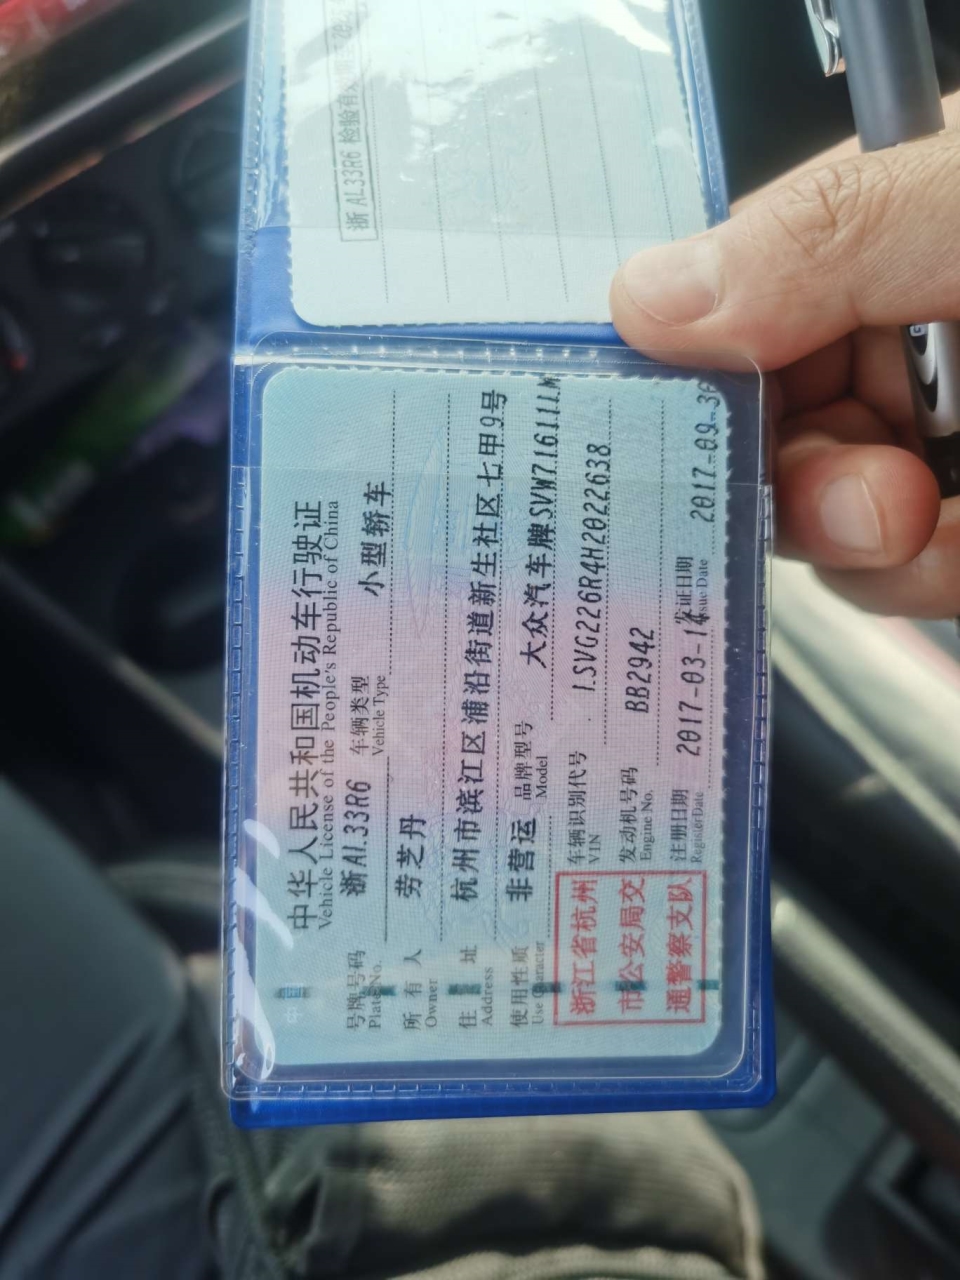 浙AL33R6 检验有
中华人民共和国机动车行驶证
Vehicle License of the People's Republic of China
号牌号码 浙AL33R6 车辆类型 小型轿车
Plate No. Vehicle Type
所有人 劳芝丹
Owner
住址 杭州市滨江区浦沿街道新生社区七甲9号
Address
使用性质 非营运 品牌型号 大众汽车牌SVW7161LLM
Use Character Model
浙江省杭州
市公安局交
通警察支队
车辆识别代号 LSVG226R4H2022638
VIN
发动机号码 BB2942
Engine No.
注册日期 2017-03-14 发证日期 2017-09-30
Register Date Issue Date